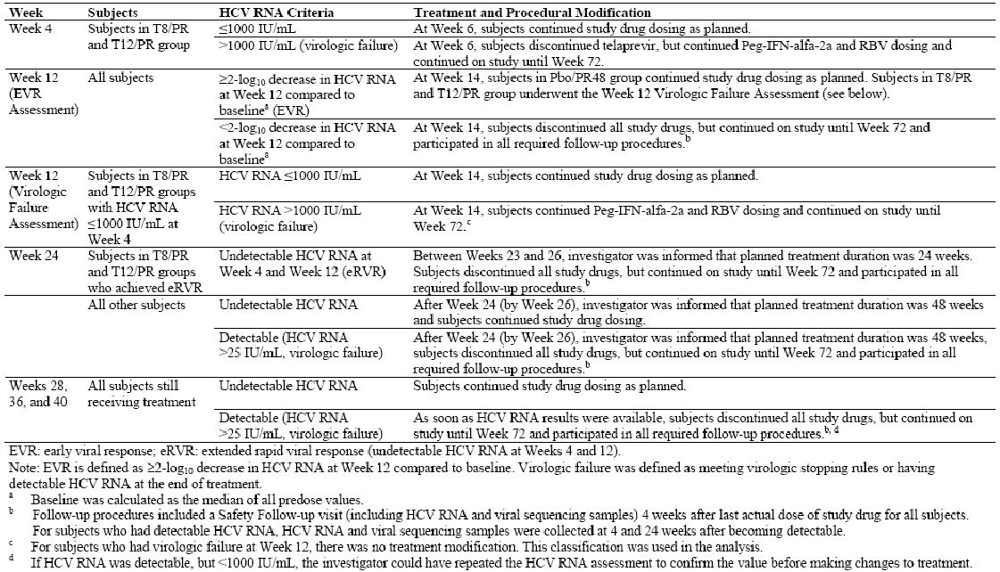 Week Subjects HCV RNA Criteria Treatment and Procedural Modification
Week 4 Subjects in T8/PR ≤1000 IU/mL At Week 6, subjects continued study drug dosing as planned.
and T12/PR group >1000 IU/mL (virologic failure) At Week 6, subjects discontinued telaprevir, but continued Peg-IFN-alfa-2a and RBV dosing and
continued on study until Week 72.
Week 12 All subjects ≥2-log10 decrease in HCV RNA At Week 14, subjects in Pbo/PR48 group continued study drug dosing as planned. Subjects in T8/PR
(EVR at Week 12 compared to and T12/PR group underwent the Week 12 Virologic Failure Assessment (see below).
Assessment) baselineᵃ (EVR)
<2-log10 decrease in HCV RNA At Week 14, subjects discontinued all study drugs, but continued on study until Week 72 and
at Week 12 compared to participated in all required follow-up procedures.ᵇ
baselineᵃ
Week 12 Subjects in T8/PR HCV RNA ≤1000 IU/mL At Week 14, subjects continued study drug dosing as planned.
(Virologic and T12/PR groups
Failure with HCV RNA HCV RNA >1000 IU/mL At Week 14, subjects continued Peg-IFN-alfa-2a and RBV dosing and continued on study until
Assessment) ≤1000 IU/mL at (virologic failure) Week 72.ᶜ
Week 4
Week 24 Subjects in T8/PR Undetectable HCV RNA at Between Weeks 23 and 26, investigator was informed that planned treatment duration was 24 weeks.
and T12/PR groups Week 4 and Week 12 (eRVR) Subjects discontinued all study drugs, but continued on study until Week 72 and participated in all
who achieved eRVR required follow-up procedures.ᵇ
All other subjects Undetectable HCV RNA After Week 24 (by Week 26), investigator was informed that planned treatment duration was 48 weeks
and subjects continued study drug dosing.
Detectable (HCV RNA After Week 24 (by Week 26), investigator was informed that planned treatment duration was 48 weeks,
>25 IU/mL, virologic failure) subjects discontinued all study drugs, but continued on study until Week 72 and participated in all
required follow-up procedures.ᵇ
Weeks 28, All subjects still Undetectable HCV RNA Subjects continued study drug dosing as planned.
36, and 40 receiving treatment
Detectable (HCV RNA As soon as HCV RNA results were available, subjects discontinued all study drugs, but continued on
>25 IU/mL, virologic failure) study until Week 72 and participated in all required follow-up procedures.ᵇ, ᵈ
EVR: early viral response; eRVR: extended rapid viral response (undetectable HCV RNA at Weeks 4 and 12).
Note: EVR is defined as ≥2-log10 decrease in HCV RNA at Week 12 compared to baseline. Virologic failure was defined as meeting virologic stopping rules or having
detectable HCV RNA at the end of treatment.
a Baseline was calculated as the median of all predose values.
b Follow-up procedures included a Safety Follow-up visit (including HCV RNA and viral sequencing samples) 4 weeks after last actual dose of study drug for all subjects.
For subjects who had detectable HCV RNA, HCV RNA and viral sequencing samples were collected at 4 and 24 weeks after becoming detectable.
c For subjects who had virologic failure at Week 12, there was no treatment modification. This classification was used in the analysis.
d If HCV RNA was detectable, but <1000 IU/mL, the investigator could have repeated the HCV RNA assessment to confirm the value before making changes to treatment.